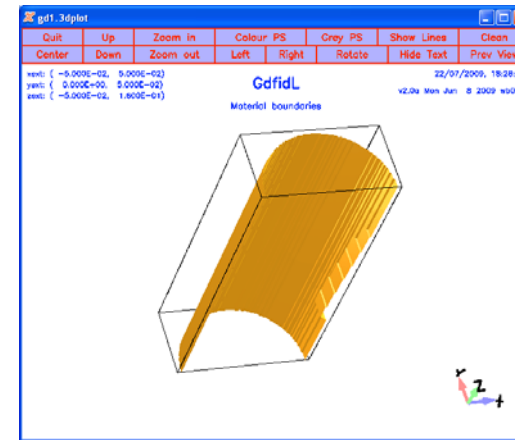 gd1.3dplot
Quit Up Zoom in Colour PS Grey PS Show Lines Clean
Center Down Zoom out Left Right Rotate Hide Text Prev View
xext: ( -5.000E-02, 5.000E-02)
yext: ( 0.000E+00, 5.000E-02)
zext: ( -5.000E-02, 1.600E-01)
GdfidL
Material boundaries
22/07/2009, 18:28:
v2.0a Mon Jun 8 2009
Y
Z